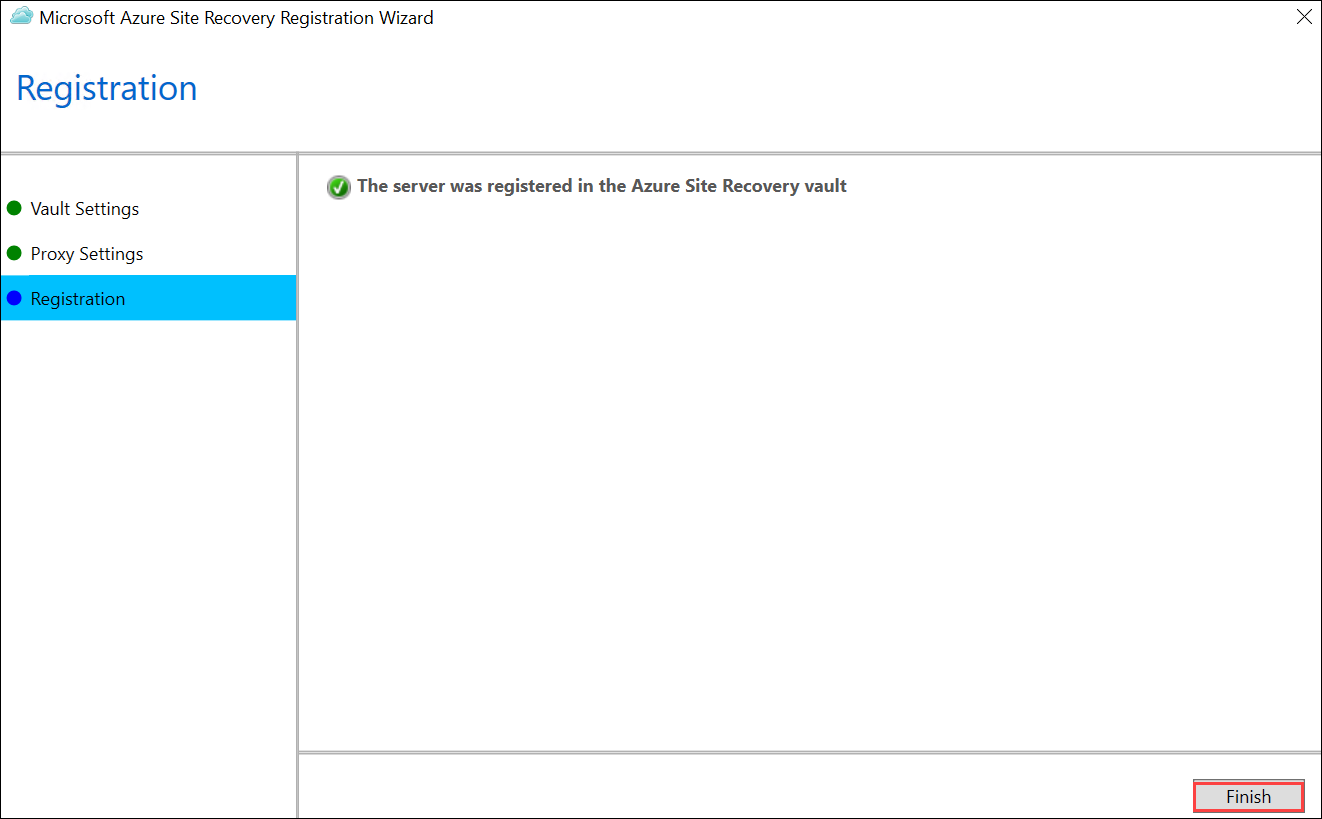 Microsoft Azure Site Recovery Registration Wizard
Registration
Vault Settings
Proxy Settings
Registration
The server was registered in the Azure Site Recovery vault
Finish